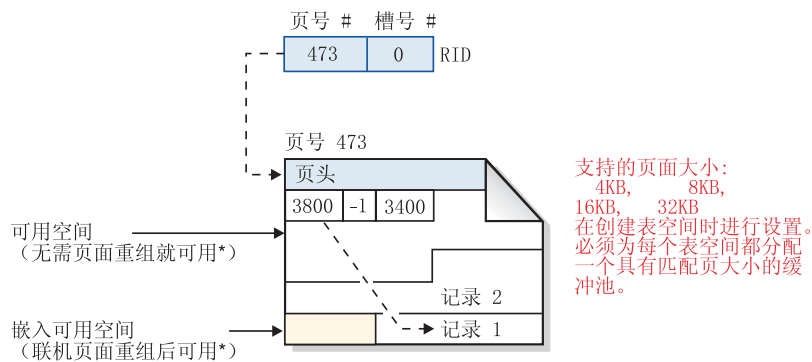 页号 # 槽号 #
473 0 RID
页号 473
页头
3800 -1 3400
可用空间
（无需页面重组就可用*）
记录 2
记录 1
嵌入可用空间
（联机页面重组后可用*）
支持的页面大小:
4KB, 8KB,
16KB, 32KB
在创建表空间时进行设置。
必须为每个表空间都分配
一个具有匹配页大小的缓
冲池。